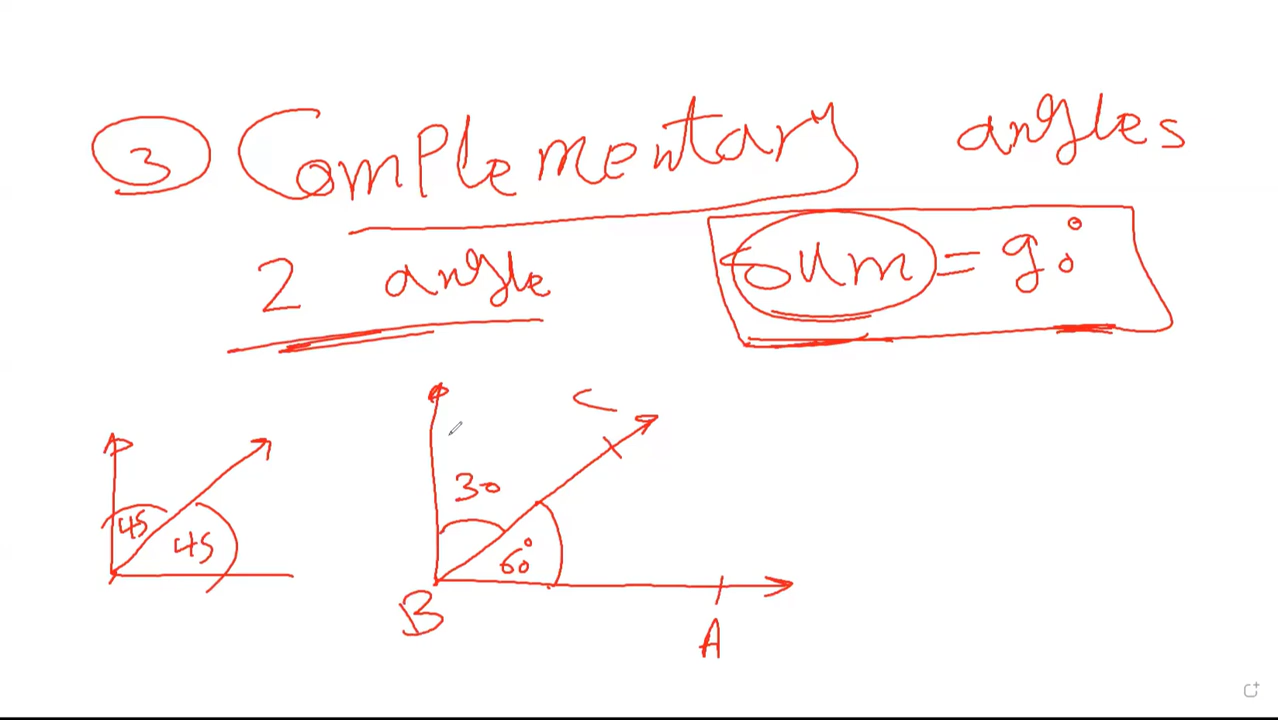 ③ Complementary angles
2 angle sum = 90°
C
30
45 45 60°
B
A